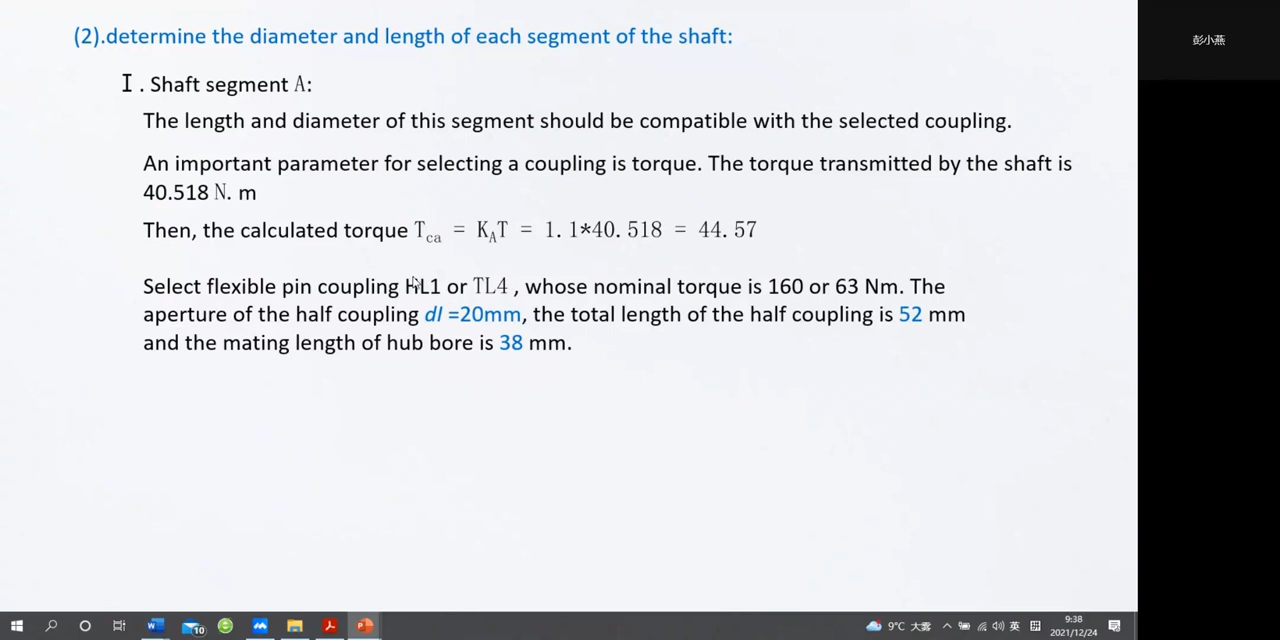 (2).determine the diameter and length of each segment of the shaft:
彭小燕
I . Shaft segment A:
The length and diameter of this segment should be compatible with the selected coupling.
An important parameter for selecting a coupling is torque. The torque transmitted by the shaft is
40.518 N. m
Then, the calculated torque Tca = KAT = 1.1*40.518 = 44.57
Select flexible pin coupling HL1 or TL4 , whose nominal torque is 160 or 63 Nm. The
aperture of the half coupling dI =20mm, the total length of the half coupling is 52 mm
and the mating length of hub bore is 38 mm.
10
9°C 大雾
英
9:38
2021/12/24